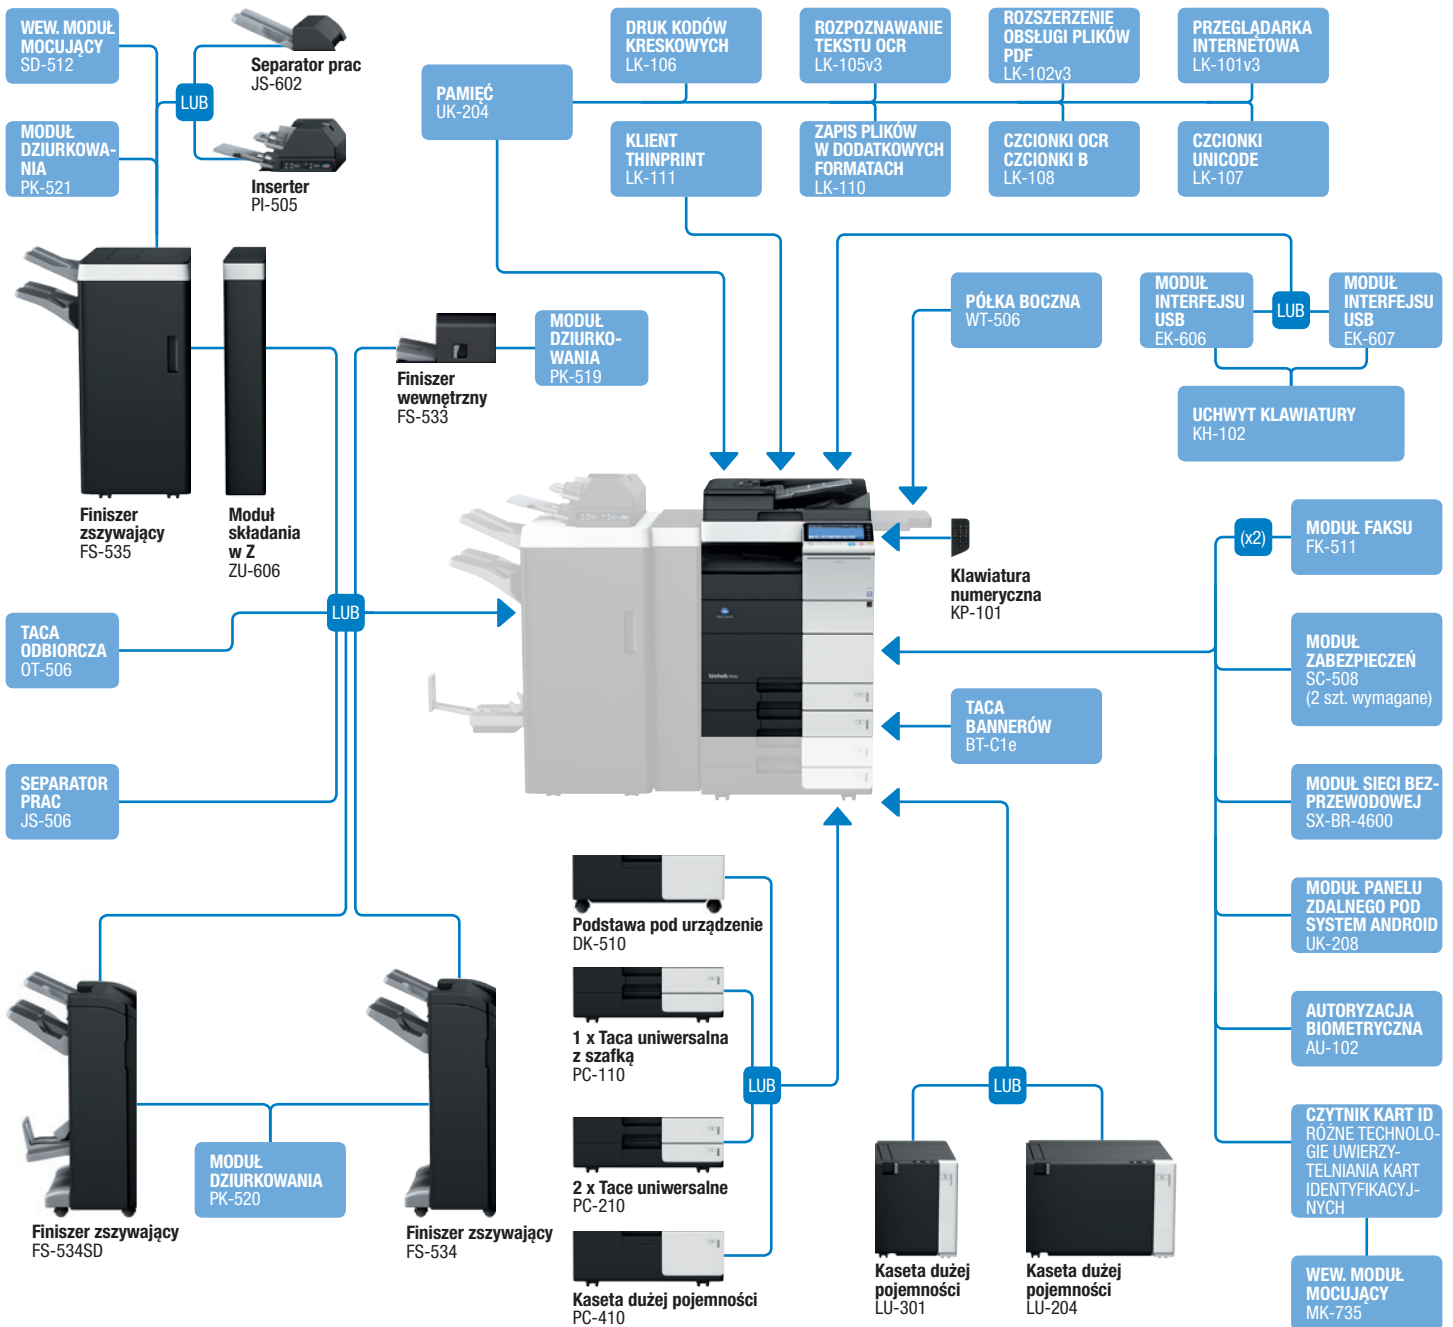 WEW. MODUŁ
MOCUJĄCY
SD-512
LUB
Separator prac
JS-602
MODUŁ
DZIURKOWA-
NIA
PK-521
Inserter
PI-505
PAMIĘĆ
UK-204
DRUK KODÓW
KRESKOWYCH
LK-106
ROZPOZNAWANIE
TEKSTU OCR
LK-105v3
ROZSZERZENIE
OBSŁUGI PLIKÓW
PDF
LK-102v3
PRZEGLĄDARKA
INTERNETOWA
LK-101v3
KLIENT
THINPRINT
LK-111
ZAPIS PLIKÓW
W DODATKOWYCH
FORMATACH
LK-110
CZCIONKI OCR
CZCIONKI B
LK-108
CZCIONKI
UNICODE
LK-107
PÓŁKA BOCZNA
WT-506
MODUŁ
INTERFEJSU
USB
EK-606
LUB
MODUŁ
INTERFEJSU
USB
EK-607
UCHWYT KLAWIATURY
KH-102
Finiszer
wewnętrzny
FS-533
MODUŁ
DZIURKO-
WANIA
PK-519
Finiszer
zszywający
FS-535
Moduł
składania
w Z
ZU-606
LUB
TACA
ODBIORCZA
OT-506
SEPARATOR
PRAC
JS-506
Klawiatura
numeryczna
KP-101
bizhub
TACA
BANNERÓW
BT-C1e
(x2)
MODUŁ FAKSU
FK-511
MODUŁ
ZABEZPIECZEŃ
SC-508
(2 szt. wymagane)
MODUŁ SIECI BEZ-
PRZEWODOWEJ
SX-BR-4600
MODUŁ PANELU
ZDALNEGO POD
SYSTEM ANDROID
UK-208
AUTORYZACJA
BIOMETRYCZNA
AU-102
CZYTNIK KART ID
RÓŻNE TECHNOLO-
GIE UWIERZY-
TELNIANIA KART
IDENTYFIKACYJ-
NYCH
WEW. MODUŁ
MOCUJĄCY
MK-735
Podstawa pod urządzenie
DK-510
1 x Taca uniwersalna
z szafką
PC-110
LUB
2 x Tace uniwersalne
PC-210
Kaseta dużej pojemności
PC-410
LUB
Kaseta dużej
pojemności
LU-301
Kaseta dużej
pojemności
LU-204
Finiszer zszywający
FS-534SD
MODUŁ
DZIURKOWANIA
PK-520
Finiszer zszywający
FS-534